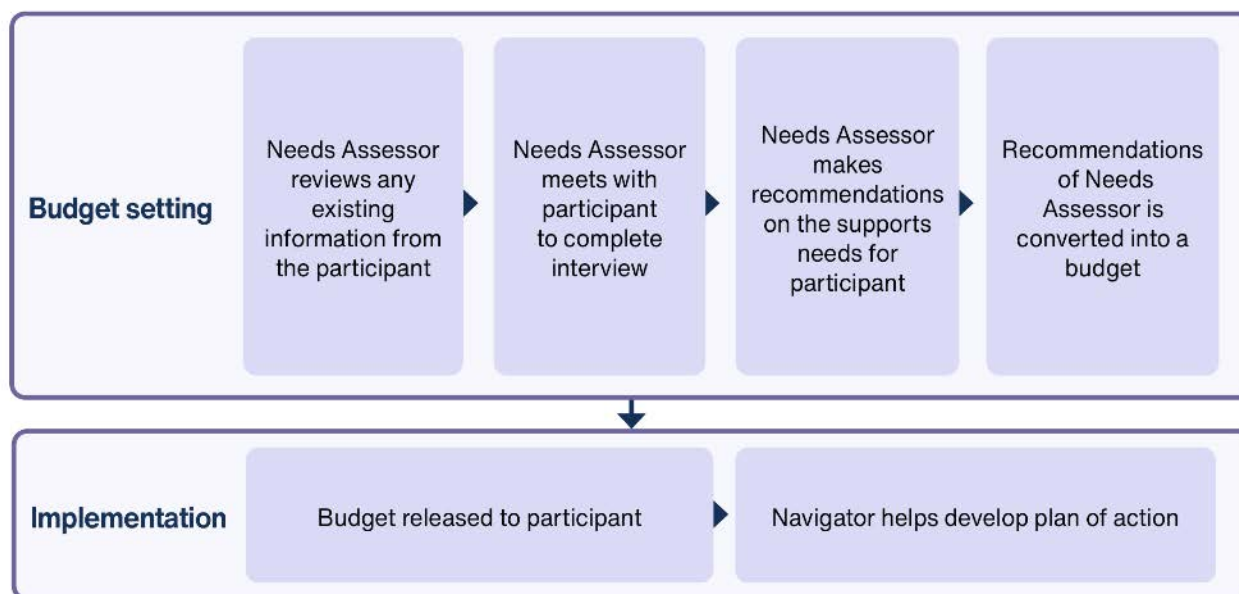 Budget setting
Needs Assessor
reviews any
existing
information from
the participant
Needs Assessor
meets with
participant
to complete
interview
Needs Assessor
makes
recommendations
on the supports
needs for
participant
Recommendations
of Needs
Assessor is
converted into a
budget
Implementation
Budget released to participant
Navigator helps develop plan of action